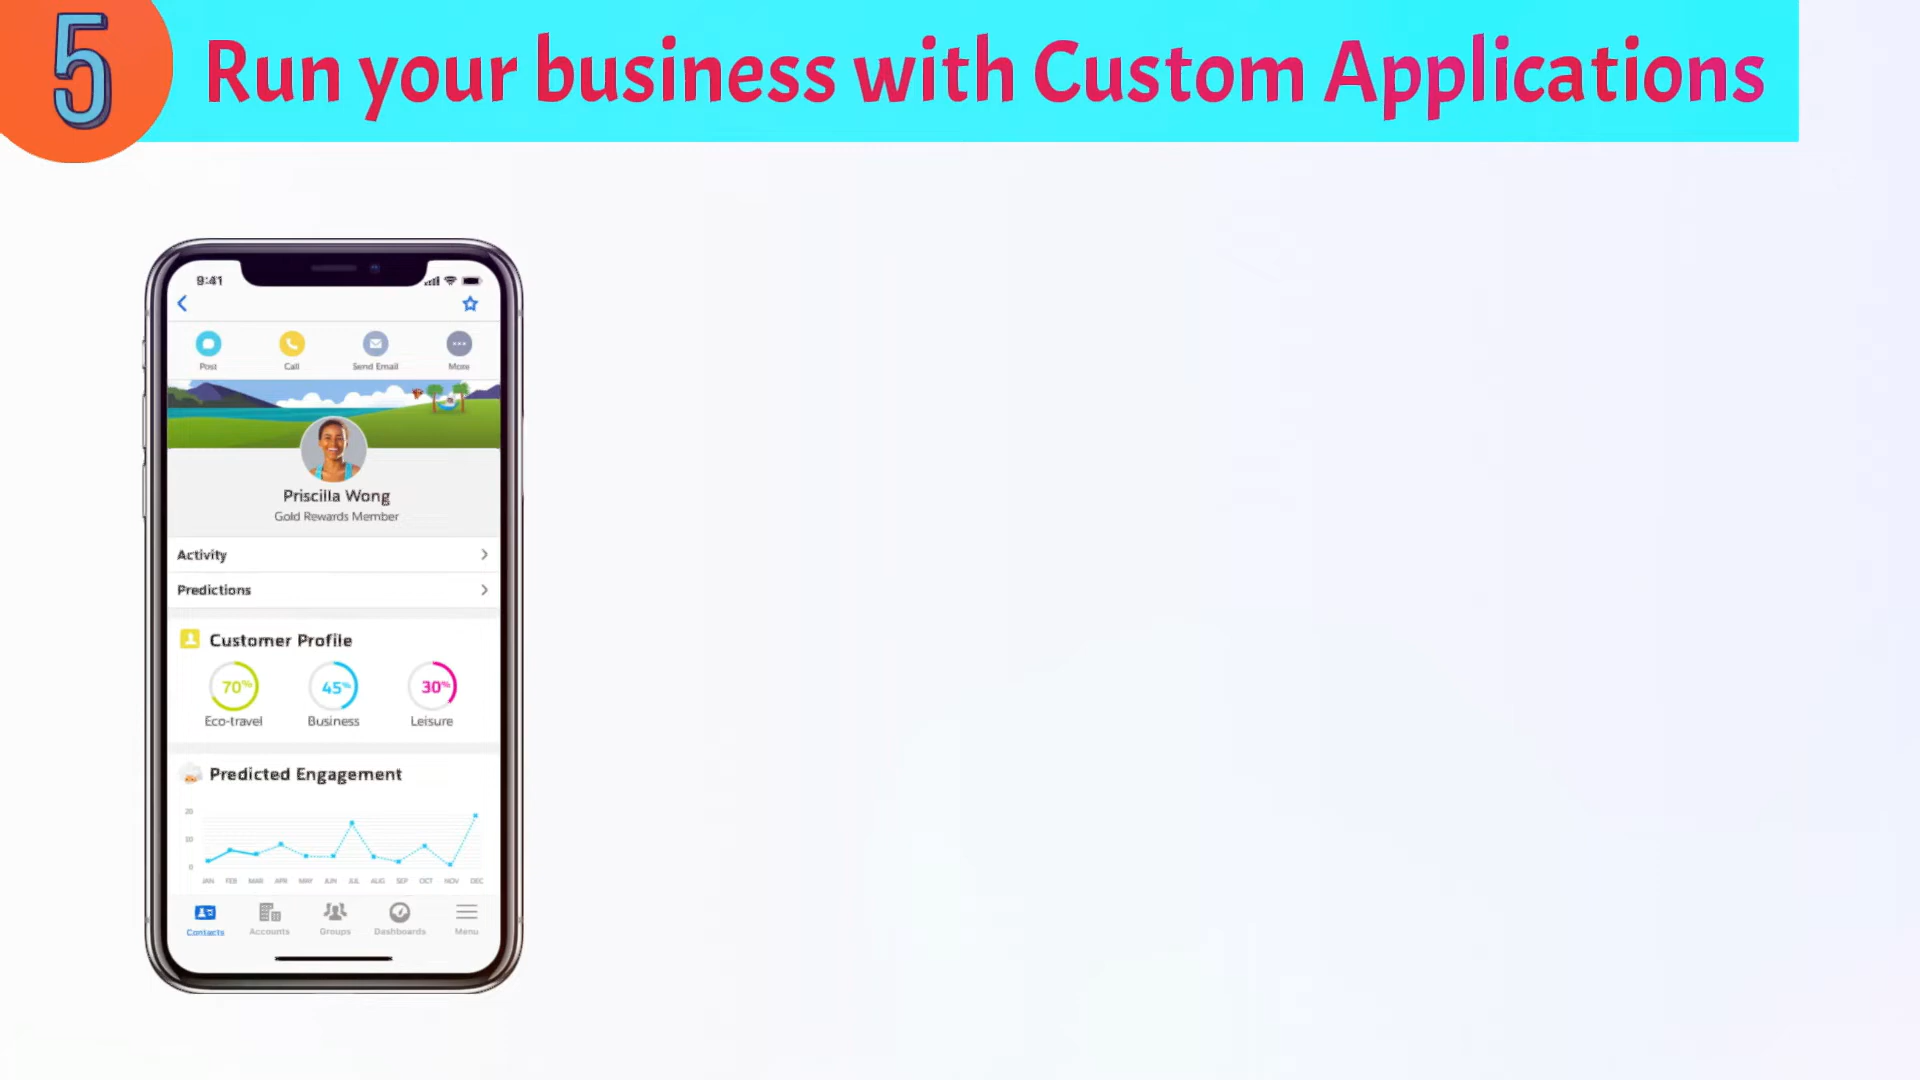 5
Run your business with Custom Applications
9:41
Post Call Send Email More
Priscilla Wong
Gold Rewards Member
Activity
Predictions
Customer Profile
70% 45% 30%
Eco-travel Business Leisure
Predicted Engagement
20
10
0
JAN FEB MAR APR MAY JUN JUL AUG SEP OCT NOV DEC
Contacts Accounts Groups Dashboards Menu